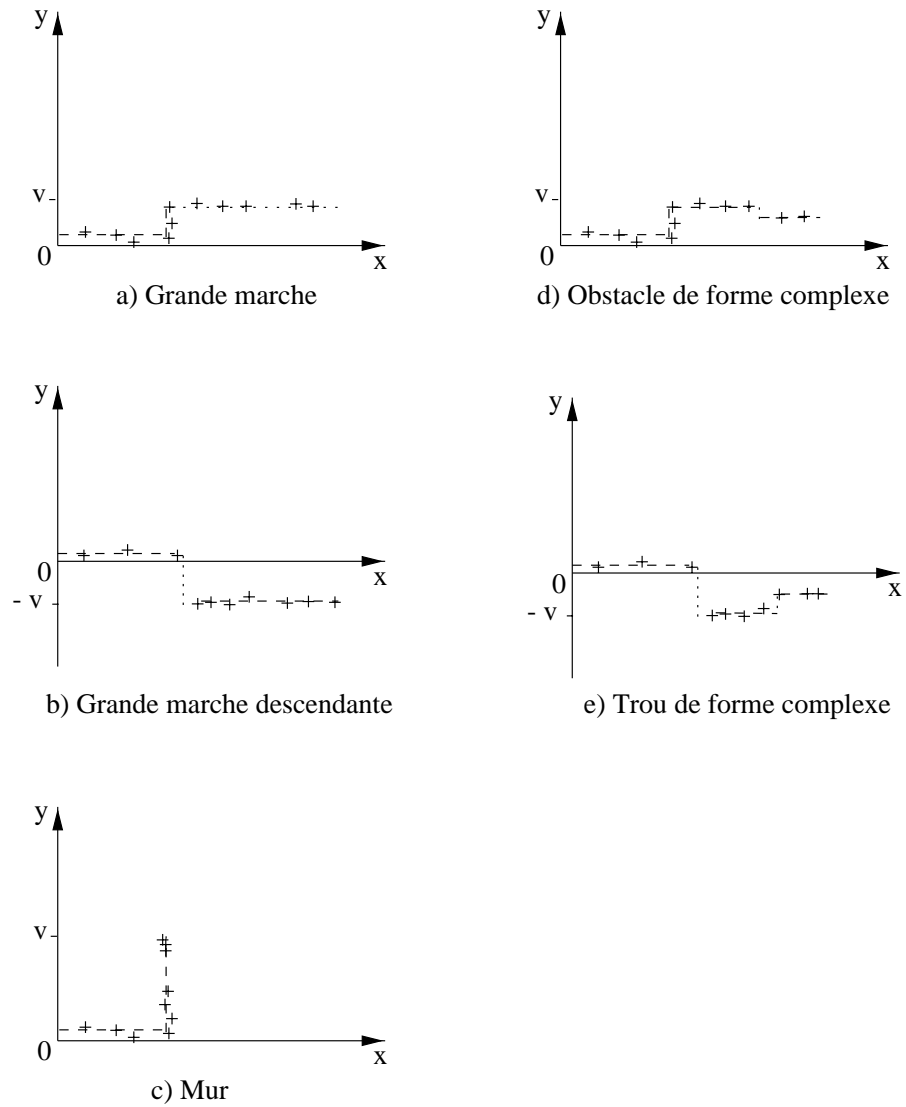 y
v
0
x
a) Grande marche
y
v
0
x
d) Obstacle de forme complexe
y
0
x
- v
b) Grande marche descendante
y
0
x
- v
e) Trou de forme complexe
y
v
0
x
c) Mur